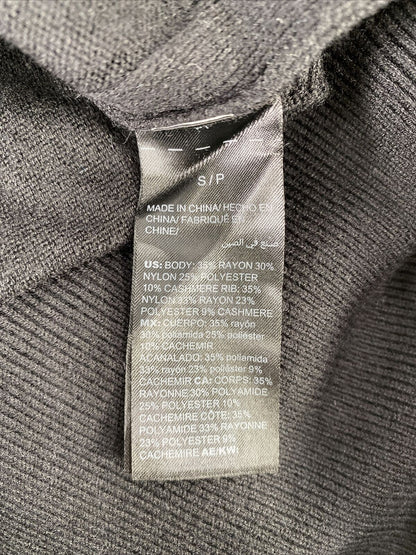 S/P
MADE IN CHINA/ HECHO EN
CHINA/ FABRIQUÉ EN
CHINE/
صنع في الصين
US: BODY: 35% RAYON 30%
NYLON 25% POLYESTER
10% CASHMERE RIB: 35%
NYLON 33% RAYON 23%
POLYESTER 9% CASHMERE
MX: CUERPO: 35% rayón
30% poliamida 25% poliéster
10% CACHEMIR
ACANALADO: 35% poliamida
33% rayón 23% poliéster 9%
CACHEMIR CA: CORPS: 35%
RAYONNE 30% POLYAMIDE
25% POLYESTER 10%
CACHEMIRE CÔTE: 35%
POLYAMIDE 33% RAYONNE
23% POLYESTER 9%
CACHEMIRE AE/KW: